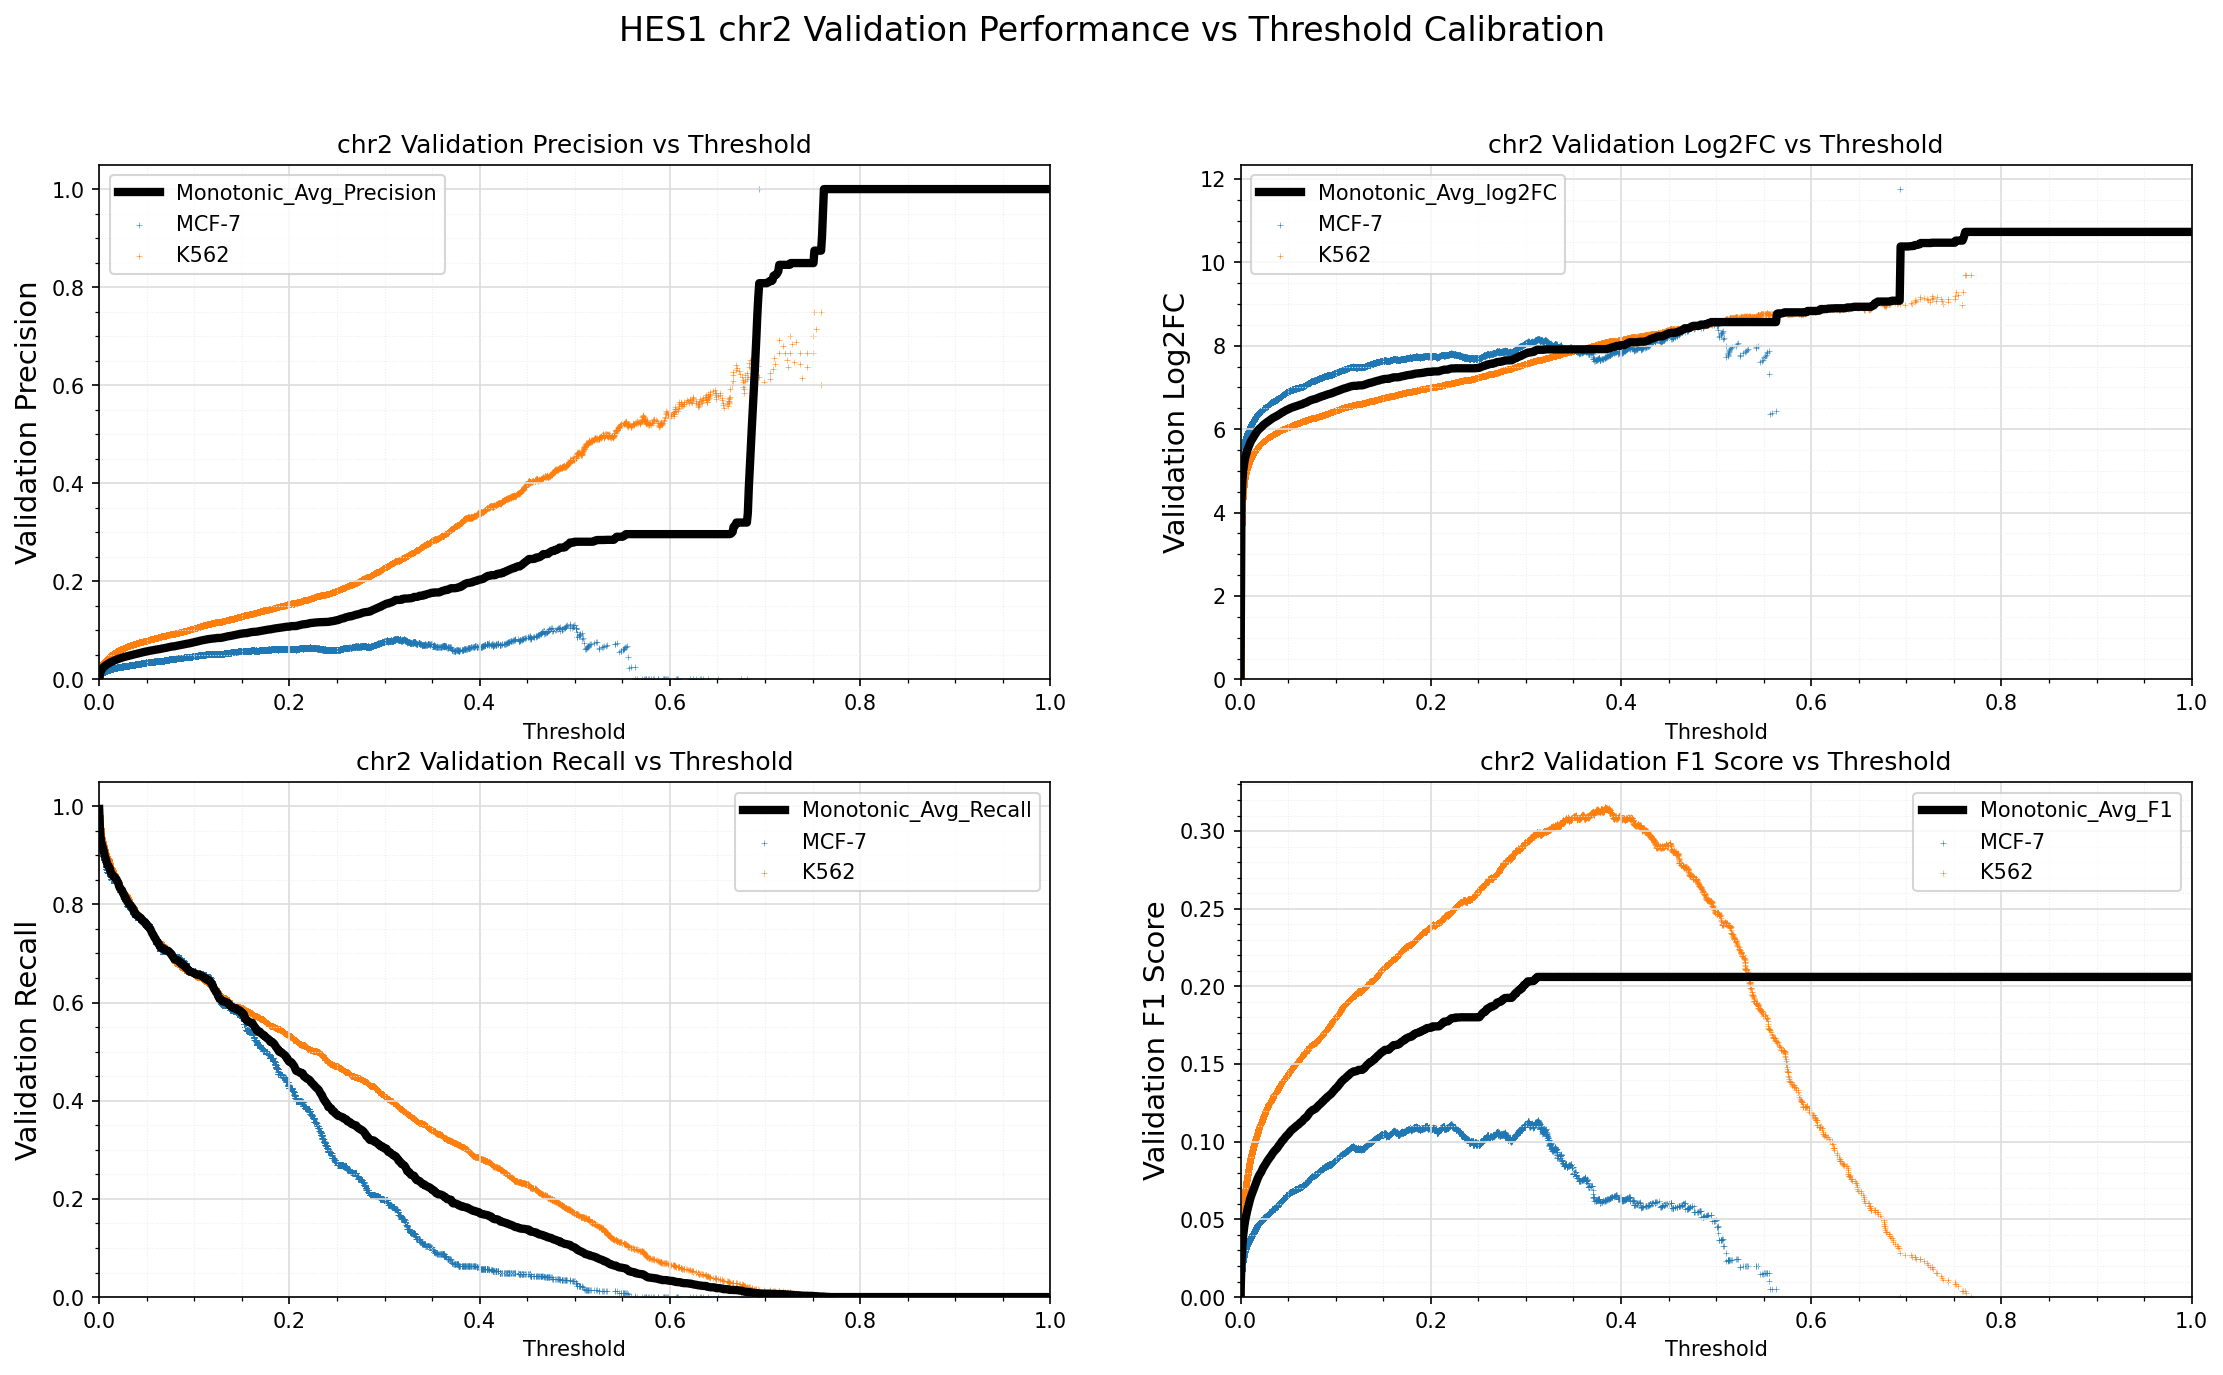 HES1 chr2 Validation Performance vs Threshold Calibration
chr2 Validation Precision vs Threshold
Validation Precision
1.0
0.8
0.6
0.4
0.2
0.0
Monotonic_Avg_Precision
MCF-7
K562
0.0 0.2 0.4 0.6 0.8 1.0
Threshold
chr2 Validation Log2FC vs Threshold
Validation Log2FC
12
10
8
6
4
2
0
Monotonic_Avg_log2FC
MCF-7
K562
0.0 0.2 0.4 0.6 0.8 1.0
Threshold
chr2 Validation Recall vs Threshold
Validation Recall
1.0
0.8
0.6
0.4
0.2
0.0
Monotonic_Avg_Recall
MCF-7
K562
0.0 0.2 0.4 0.6 0.8 1.0
Threshold
chr2 Validation F1 Score vs Threshold
Validation F1 Score
0.30
0.25
0.20
0.15
0.10
0.05
0.00
Monotonic_Avg_F1
MCF-7
K562
0.0 0.2 0.4 0.6 0.8 1.0
Threshold